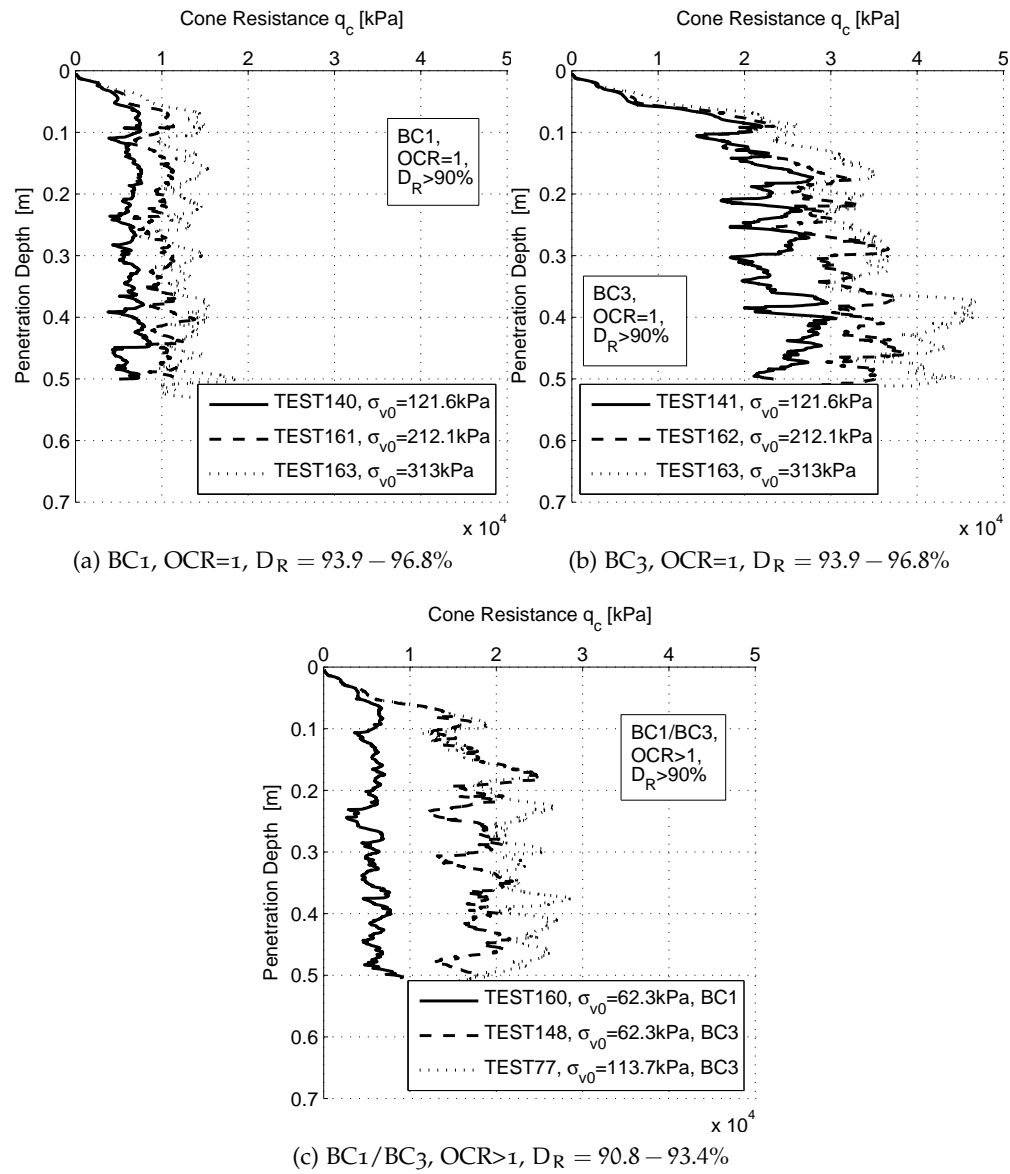 Cone Resistance q_c [kPa]
0 1 2 3 4 5
0
0.1
0.2
0.3
0.4
0.5
0.6
0.7
Penetration Depth [m]
BC1,
OCR=1,
D_R>90%
TEST140, σ_v0=121.6kPa
TEST161, σ_v0=212.1kPa
TEST163, σ_v0=313kPa
x 10^4
(a) BC1, OCR=1, D_R = 93.9 – 96.8%
Cone Resistance q_c [kPa]
0 1 2 3 4 5
0
0.1
0.2
0.3
0.4
0.5
0.6
0.7
Penetration Depth [m]
BC3,
OCR=1,
D_R>90%
TEST141, σ_v0=121.6kPa
TEST162, σ_v0=212.1kPa
TEST163, σ_v0=313kPa
x 10^4
(b) BC3, OCR=1, D_R = 93.9 – 96.8%
Cone Resistance q_c [kPa]
0 1 2 3 4 5
0
0.1
0.2
0.3
0.4
0.5
0.6
0.7
Penetration Depth [m]
BC1/BC3,
OCR>1,
D_R>90%
TEST160, σ_v0=62.3kPa, BC1
TEST148, σ_v0=62.3kPa, BC3
TEST77, σ_v0=113.7kPa, BC3
x 10^4
(c) BC1/BC3, OCR>1, D_R = 90.8 – 93.4%